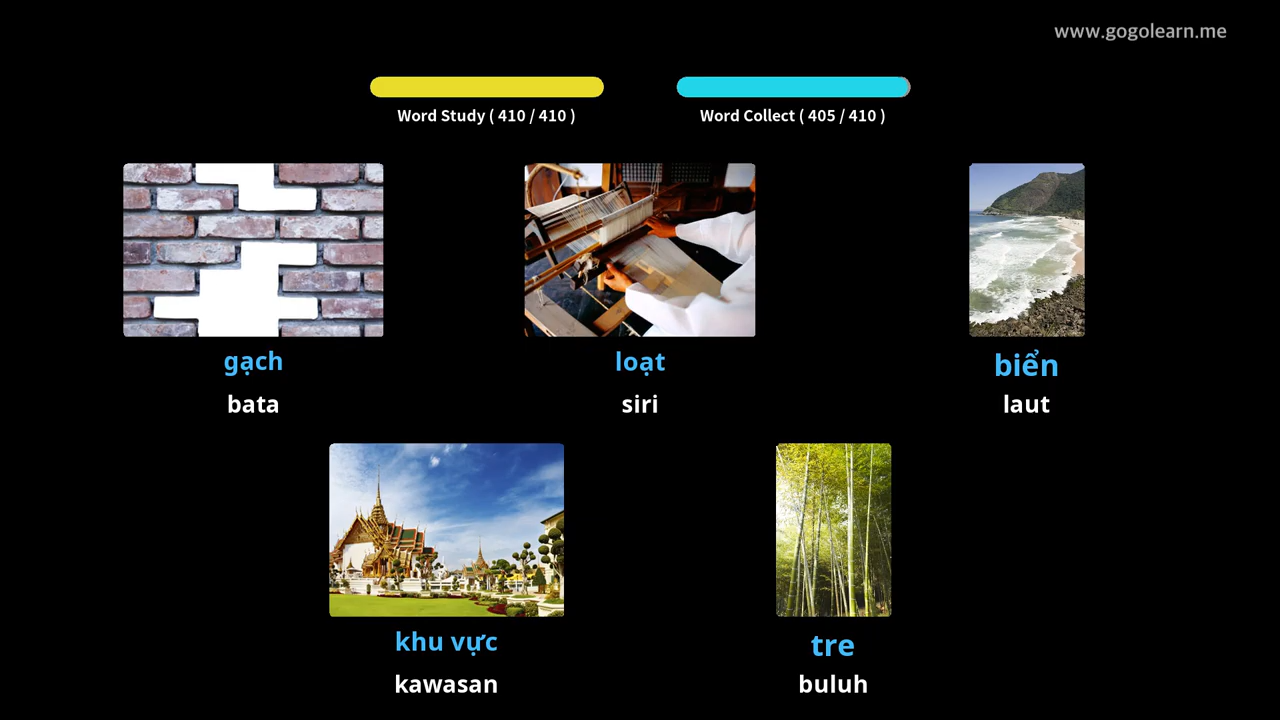 www.gogolearn.me
Word Study ( 410 / 410 )
Word Collect ( 405 / 410 )
gạch
bata
loạt
siri
biển
laut
khu vực
kawasan
tre
buluh